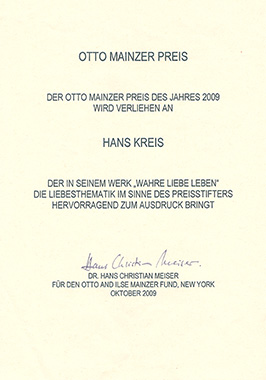 OTTO MAINZER PREIS
DER OTTO MAINZER PREIS DES JAHRES 2009
WIRD VERLIEHEN AN
HANS KREIS
DER IN SEINEM WERK „WAHRE LIEBE LEBEN“
DIE LIEBESTHEMATIK IM SINNE DES PREISSTIFTERS
HERVORRAGEND ZUM AUSDRUCK BRINGT
Hans Christian Meiser.
DR. HANS CHRISTIAN MEISER
FÜR DEN OTTO AND ILSE MAINZER FUND, NEW YORK
OKTOBER 2009